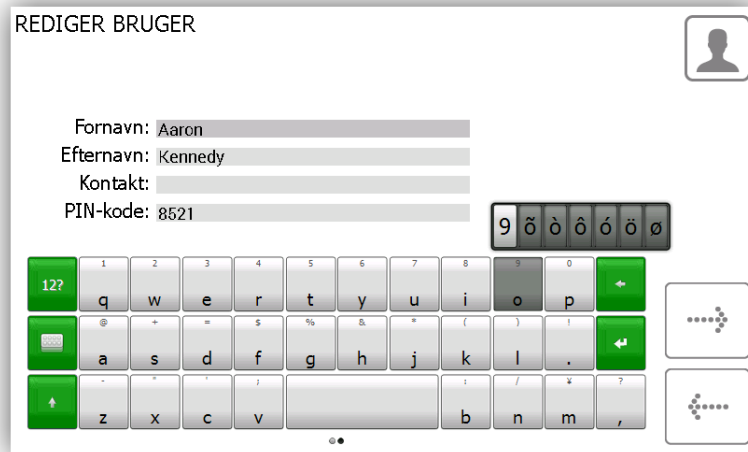 REDIGER BRUGER
Fornavn: Aaron
Efternavn: Kennedy
Kontakt:
PIN-kode: 8521
9 õ ò ô ó ö ø
1 2 3 4 5 6 7 8 9 0
12? q w e r t y u i o p
@ + = $ % & * ( ) !
a s d f g h j k l .
- " ' ; : / ¥ ?
z x c v b n m ,